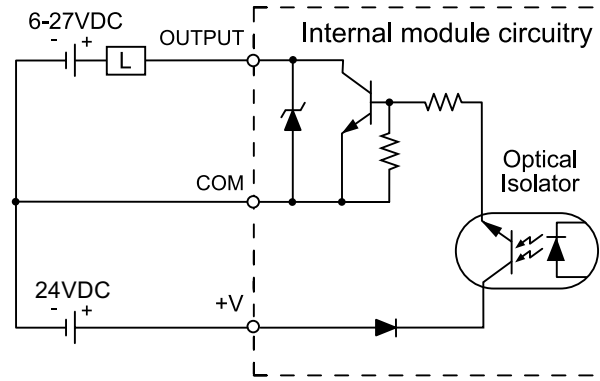 6-27VDC
- +
L
OUTPUT
Internal module circuitry
COM
Optical
Isolator
24VDC
- +
+V